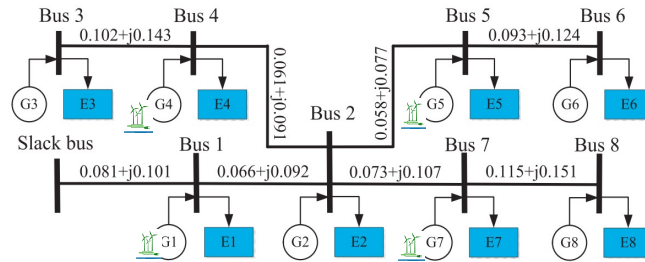 Bus 3
0.102+j0.143
Bus 4
Bus 5
0.093+j0.124
Bus 6
0.061+j0.091
0.058+j0.077
G3
E3
G4
E4
Bus 2
G5
E5
G6
E6
Slack bus
0.081+j0.101
Bus 1
0.066+j0.092
0.073+j0.107
Bus 7
0.115+j0.151
Bus 8
G1
E1
G2
E2
G7
E7
G8
E8